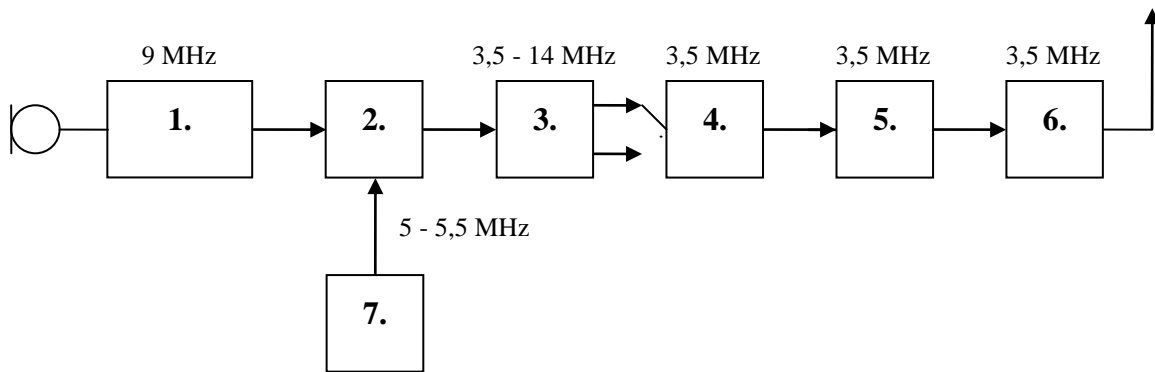 9 MHz
3,5 - 14 MHz
3,5 MHz
3,5 MHz
3,5 MHz
1.
2.
3.
4.
5.
6.
5 - 5,5 MHz
7.